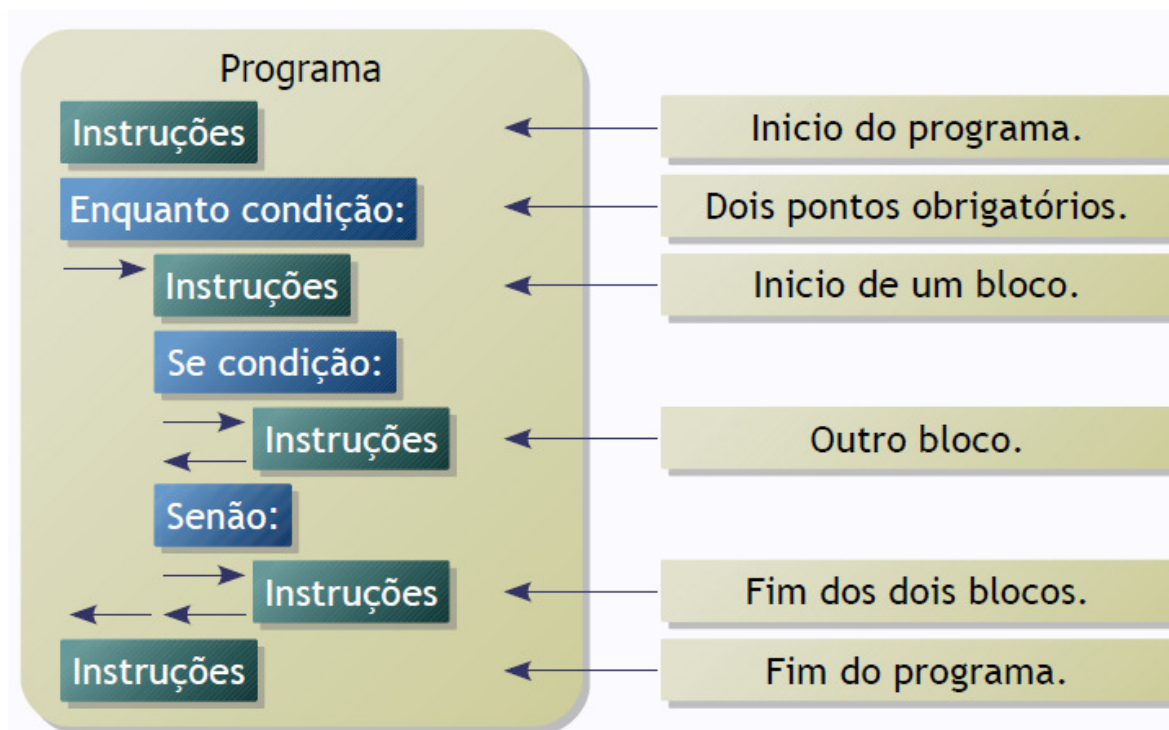 Programa
Instruções
Inicio do programa.
Enquanto condição:
Dois pontos obrigatórios.
Instruções
Inicio de um bloco.
Se condição:
Instruções
Outro bloco.
Senão:
Instruções
Fim dos dois blocos.
Instruções
Fim do programa.